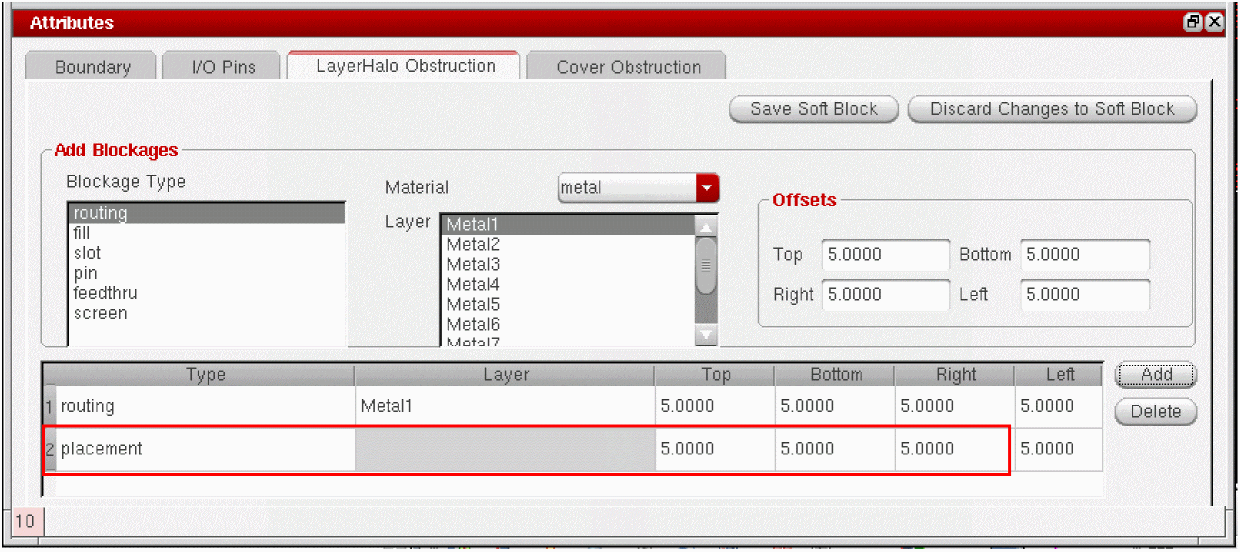 Attributes
Boundary I/O Pins LayerHalo Obstruction Cover Obstruction
Save Soft Block Discard Changes to Soft Block
Add Blockages
Blockage Type
routing
fill
slot
pin
feedthru
screen
Material metal
Layer
Metal1
Metal2
Metal3
Metal4
Metal5
Metal6
Metal7
Offsets
Top 5.0000 Bottom 5.0000
Right 5.0000 Left 5.0000
Type Layer Top Bottom Right Left
1 routing Metal1 5.0000 5.0000 5.0000 5.0000
2 placement 5.0000 5.0000 5.0000 5.0000
Add
Delete
10